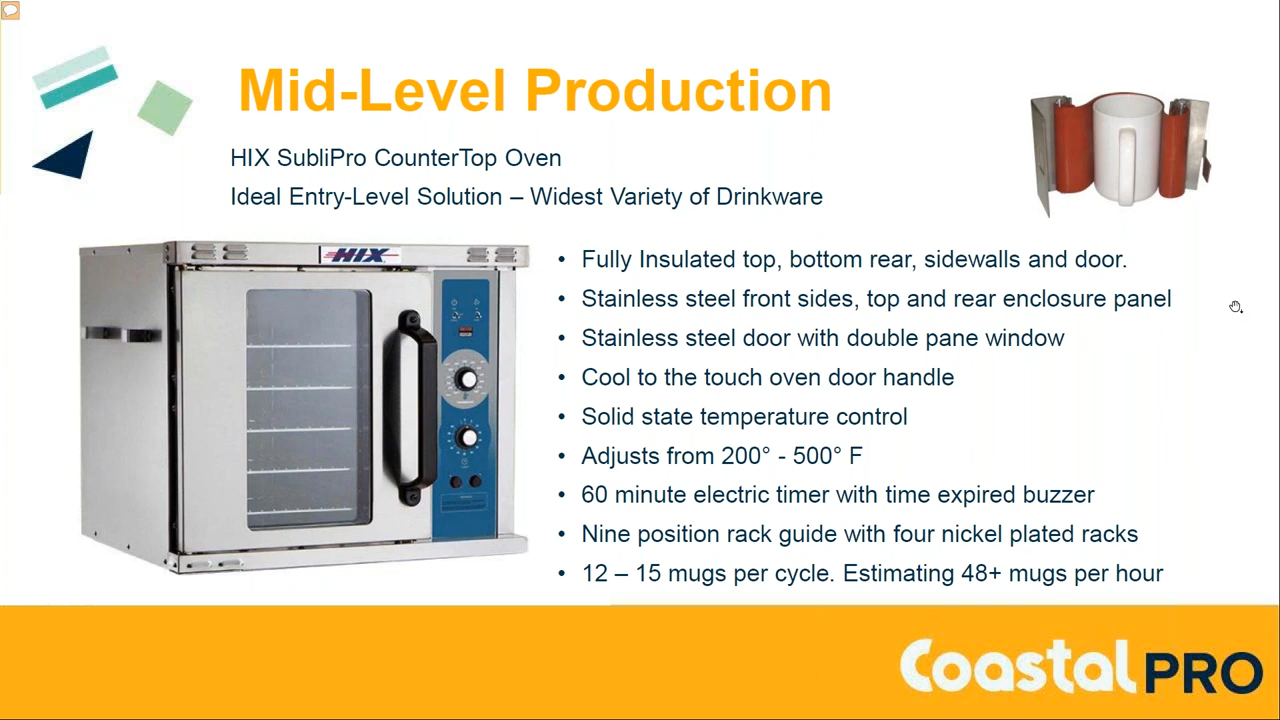 Mid-Level Production
HIX SubliPro CounterTop Oven
Ideal Entry-Level Solution – Widest Variety of Drinkware
HIX
• Fully Insulated top, bottom rear, sidewalls and door.
• Stainless steel front sides, top and rear enclosure panel
• Stainless steel door with double pane window
• Cool to the touch oven door handle
• Solid state temperature control
• Adjusts from 200° - 500° F
• 60 minute electric timer with time expired buzzer
• Nine position rack guide with four nickel plated racks
• 12 – 15 mugs per cycle. Estimating 48+ mugs per hour
Coastal PRO